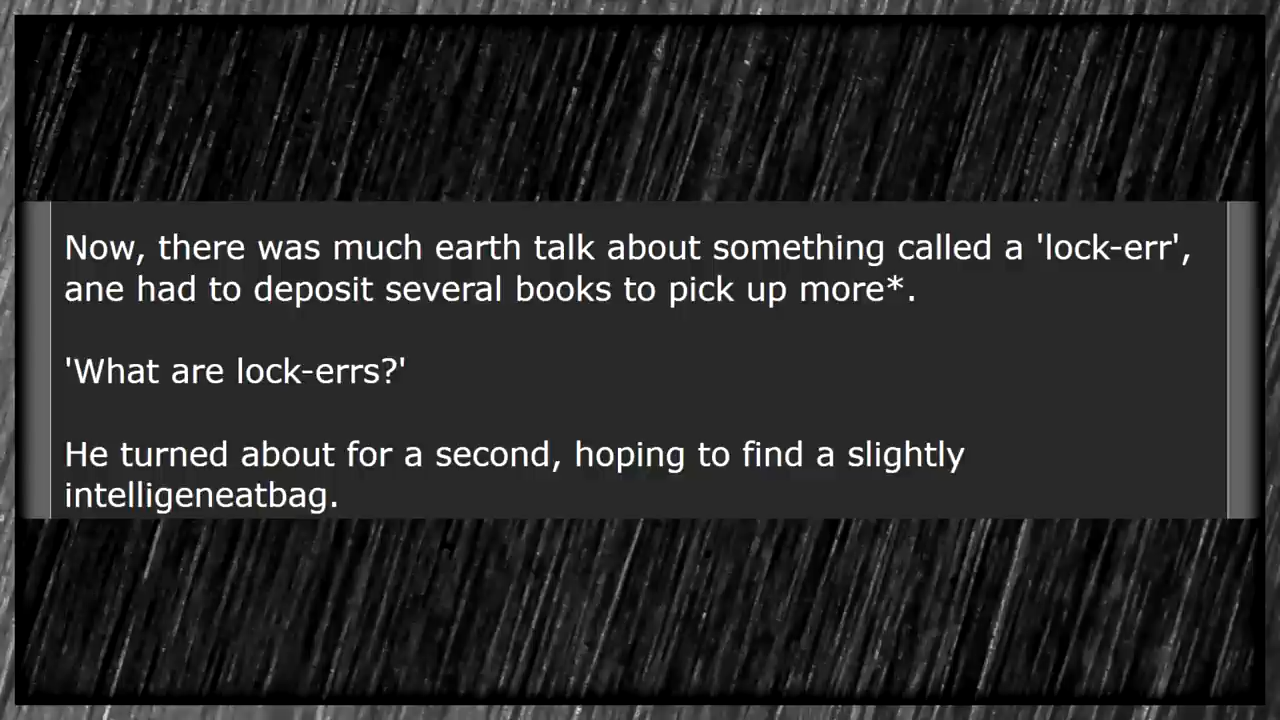 Now, there was much earth talk about something called a 'lock-err',
ane had to deposit several books to pick up more*.
'What are lock-errs?'
He turned about for a second, hoping to find a slightly
intelligeneatbag.